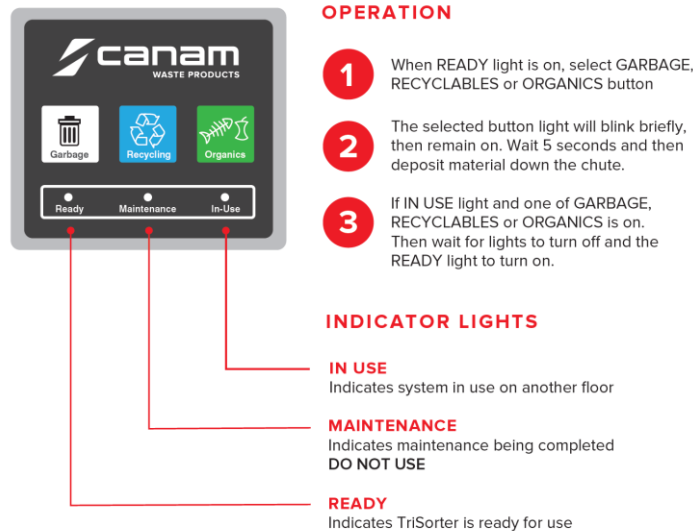 canam
WASTE PRODUCTS
Garbage
Recycling
Organics
Ready
Maintenance
In-Use
OPERATION
1
When READY light is on, select GARBAGE,
RECYCLABLES or ORGANICS button
2
The selected button light will blink briefly,
then remain on. Wait 5 seconds and then
deposit material down the chute.
3
If IN USE light and one of GARBAGE,
RECYCLABLES or ORGANICS is on.
Then wait for lights to turn off and the
READY light to turn on.
INDICATOR LIGHTS
IN USE
Indicates system in use on another floor
MAINTENANCE
Indicates maintenance being completed
DO NOT USE
READY
Indicates TriSorter is ready for use